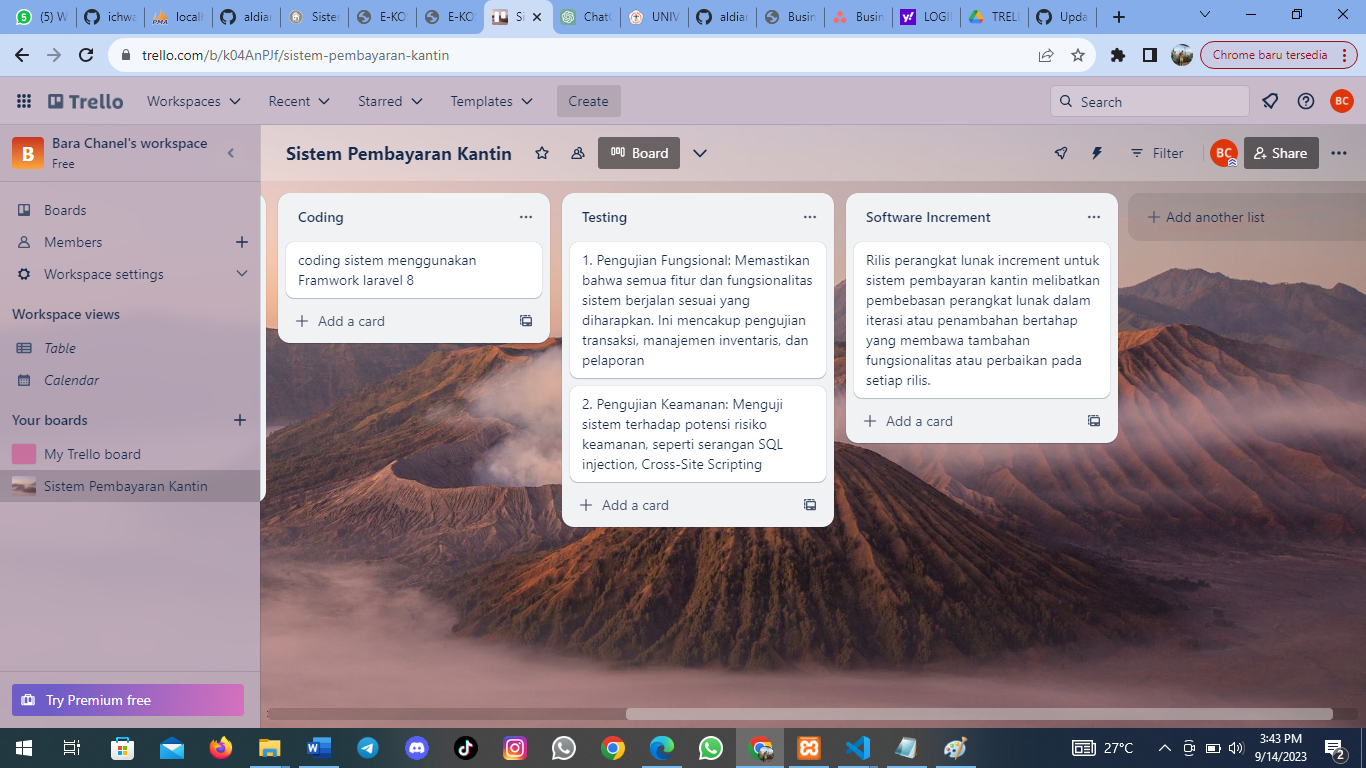 (5) W
ichwa
locall
aldiar
Sister
E-KO
E-KO
Si
ChatG
UNIV
aldiar
Busin
Busin
LOGIN
TRELL
Upda
trello.com/b/k04AnPJf/sistem-pembayaran-kantin
Chrome baru tersedia
Trello
Workspaces
Recent
Starred
Templates
Create
Search
BC
B
Bara Chanel's workspace
Free
Sistem Pembayaran Kantin
Board
Filter
BC
Share
Boards
Members
Workspace settings
Workspace views
Table
Calendar
Your boards
My Trello board
Sistem Pembayaran Kantin
Try Premium free
Coding
coding sistem menggunakan
Framwork laravel 8
Add a card
Testing
1. Pengujian Fungsional: Memastikan
bahwa semua fitur dan fungsionalitas
sistem berjalan sesuai yang
diharapkan. Ini mencakup pengujian
transaksi, manajemen inventaris, dan
pelaporan
2. Pengujian Keamanan: Menguji
sistem terhadap potensi risiko
keamanan, seperti serangan SQL
injection, Cross-Site Scripting
Add a card
Software Increment
Rilis perangkat lunak increment untuk
sistem pembayaran kantin melibatkan
pembebasan perangkat lunak dalam
iterasi atau penambahan bertahap
yang membawa tambahan
fungsionalitas atau perbaikan pada
setiap rilis.
Add a card
Add another list
27°C
3:43 PM
9/14/2023
2